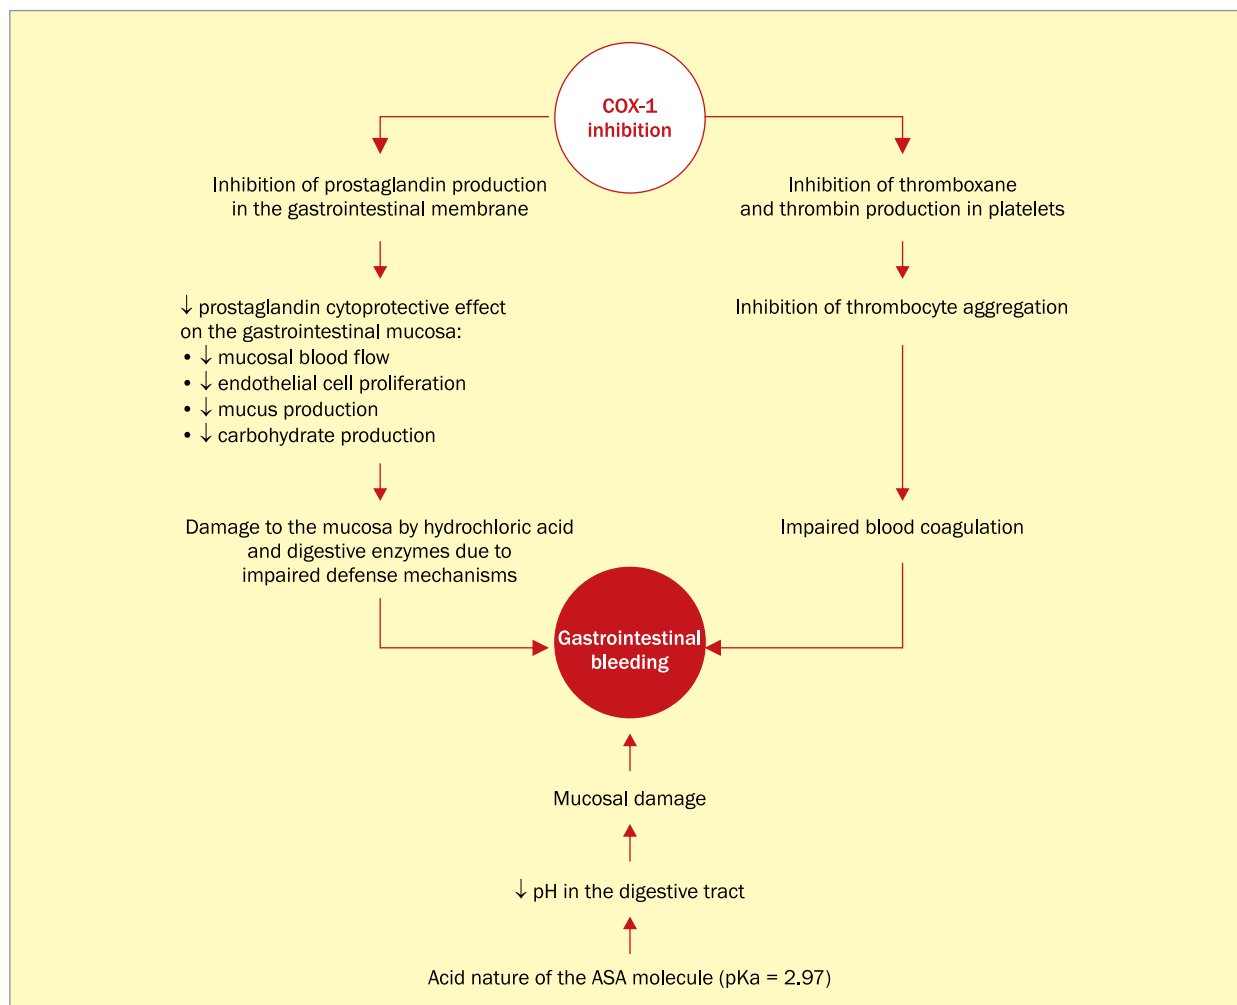 COX-1
inhibition
Inhibition of prostaglandin production
in the gastrointestinal membrane
↓ prostaglandin cytoprotective effect
on the gastrointestinal mucosa:
• ↓ mucosal blood flow
• ↓ endothelial cell proliferation
• ↓ mucus production
• ↓ carbohydrate production
Damage to the mucosa by hydrochloric acid
and digestive enzymes due to
impaired defense mechanisms
Inhibition of thromboxane
and thrombin production in platelets
Inhibition of thrombocyte aggregation
Impaired blood coagulation
Gastrointestinal
bleeding
Mucosal damage
↓ pH in the digestive tract
Acid nature of the ASA molecule (pKa = 2.97)